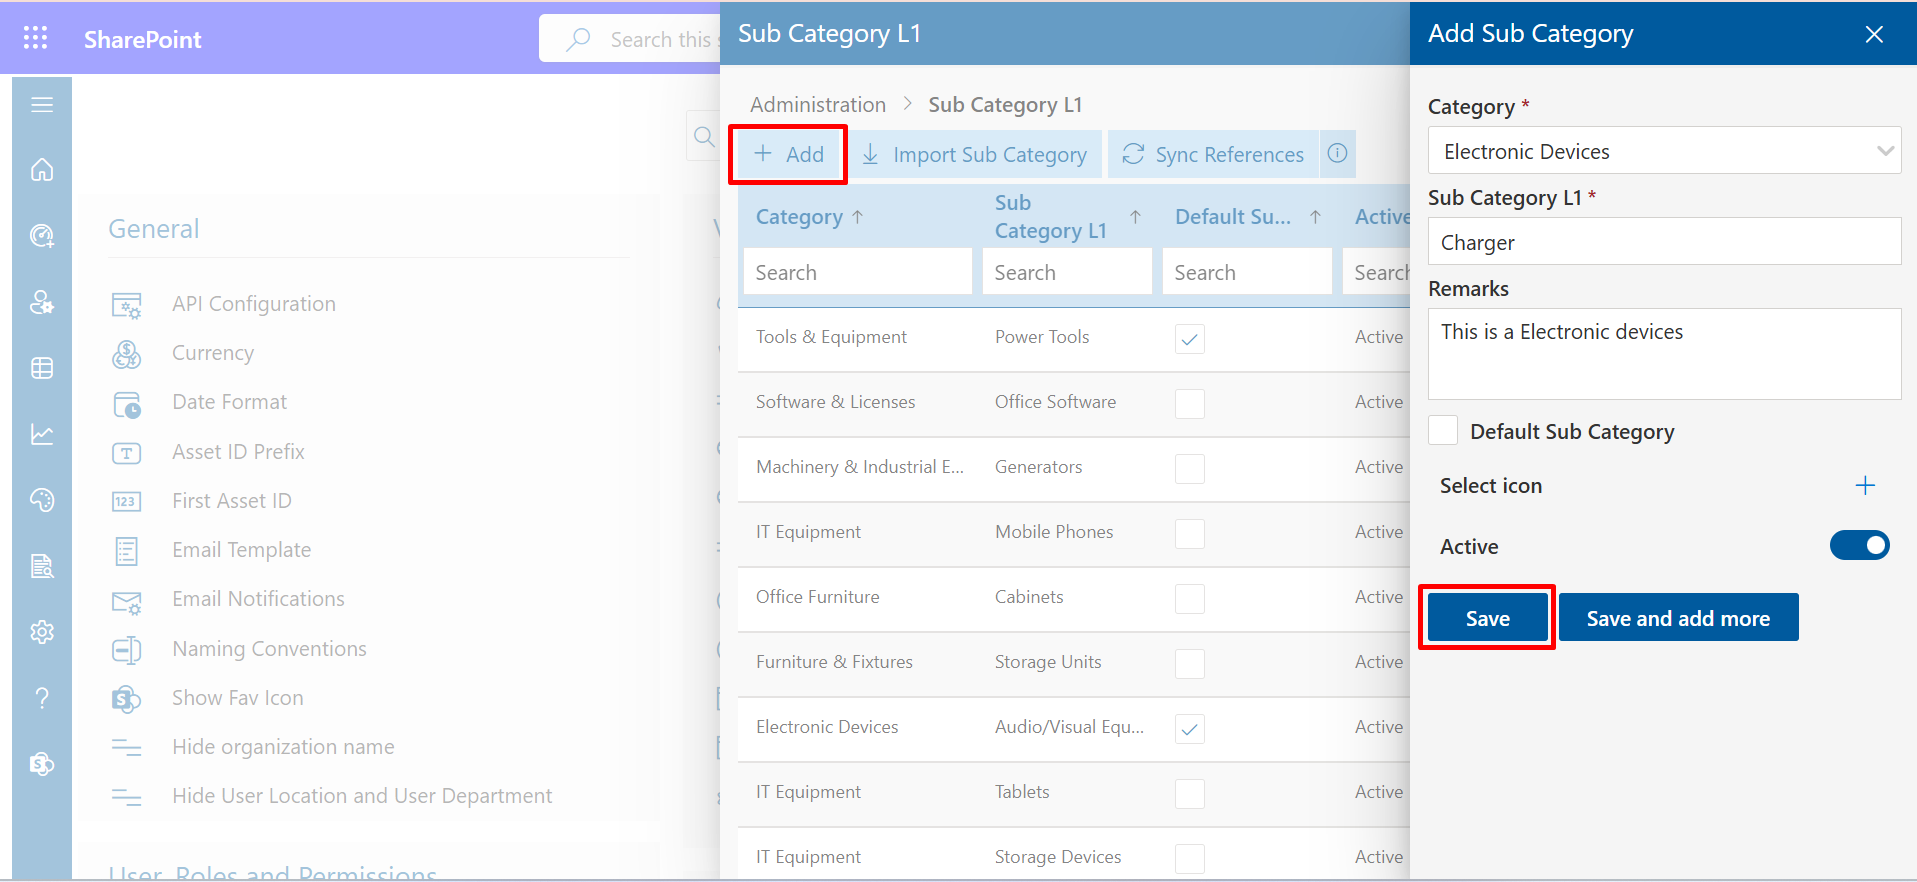 SharePoint
Search this s
General
API Configuration
Currency
Date Format
Asset ID Prefix
123
First Asset ID
Email Template
Email Notifications
Naming Conventions
Show Fav Icon
Hide organization name
Hide User Location and User Department
User, Roles and Permissions
Sub Category L1
Administration > Sub Category L1
+ Add
Import Sub Category
Sync References
Category ↑
Sub Category L1 ↑
Default Su... ↑
Active
Search
Search
Search
Search
Tools & Equipment Power Tools Active
Software & Licenses Office Software Active
Machinery & Industrial E... Generators Active
IT Equipment Mobile Phones Active
Office Furniture Cabinets Active
Furniture & Fixtures Storage Units Active
Electronic Devices Audio/Visual Equ... Active
IT Equipment Tablets Active
IT Equipment Storage Devices Active
Add Sub Category
Category *
Electronic Devices
Sub Category L1 *
Charger
Remarks
This is a Electronic devices
Default Sub Category
Select icon
Active
Save
Save and add more